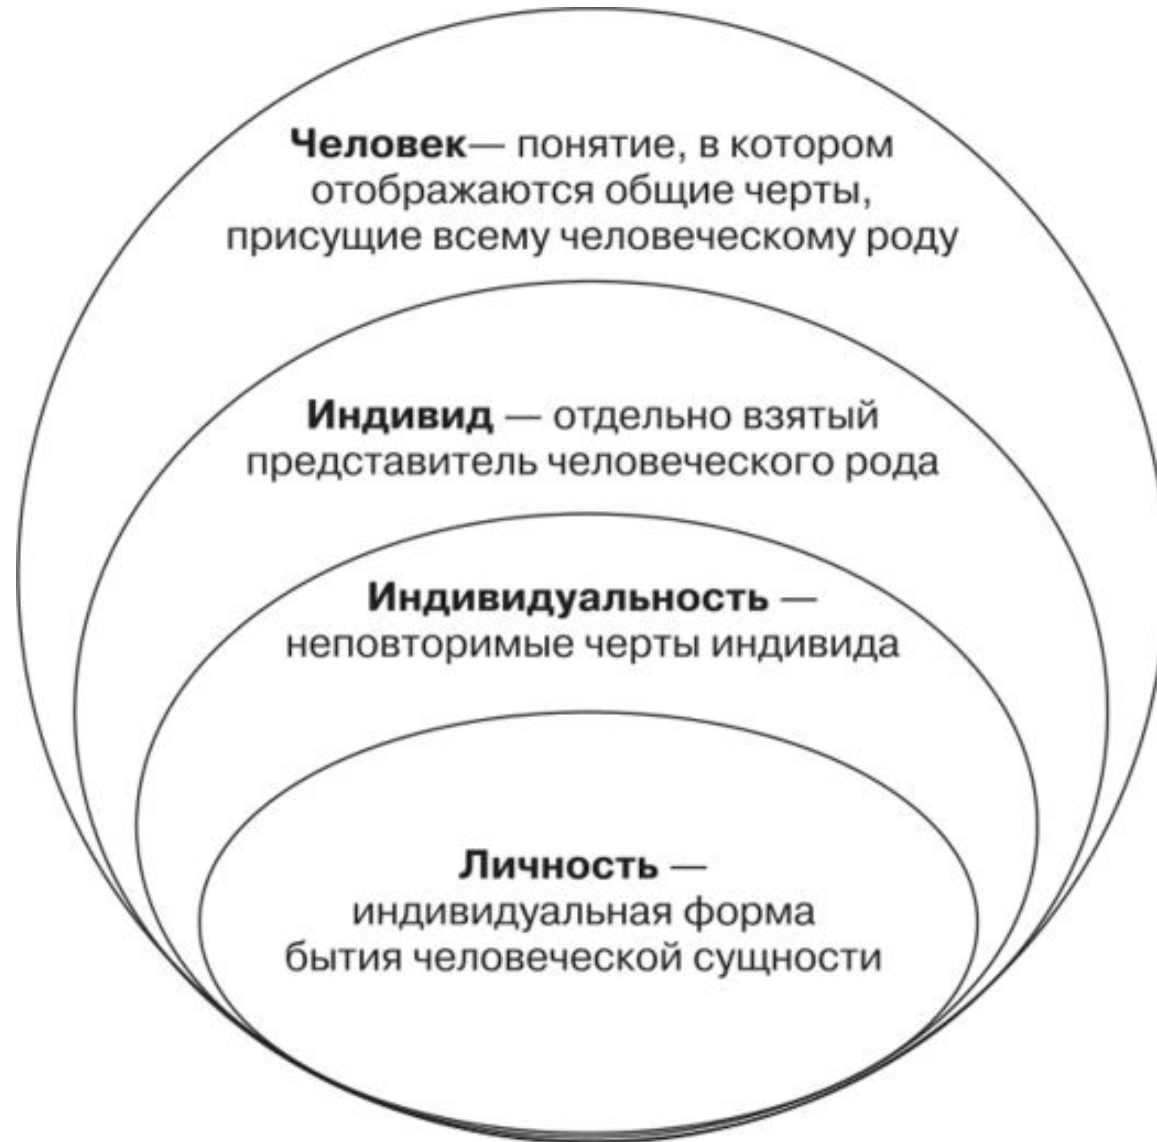 Человек— понятие, в котором
отображаются общие черты,
присущие всему человеческому роду
Индивид — отдельно взятый
представитель человеческого рода
Индивидуальность —
неповторимые черты индивида
Личность —
индивидуальная форма
бытия человеческой сущности